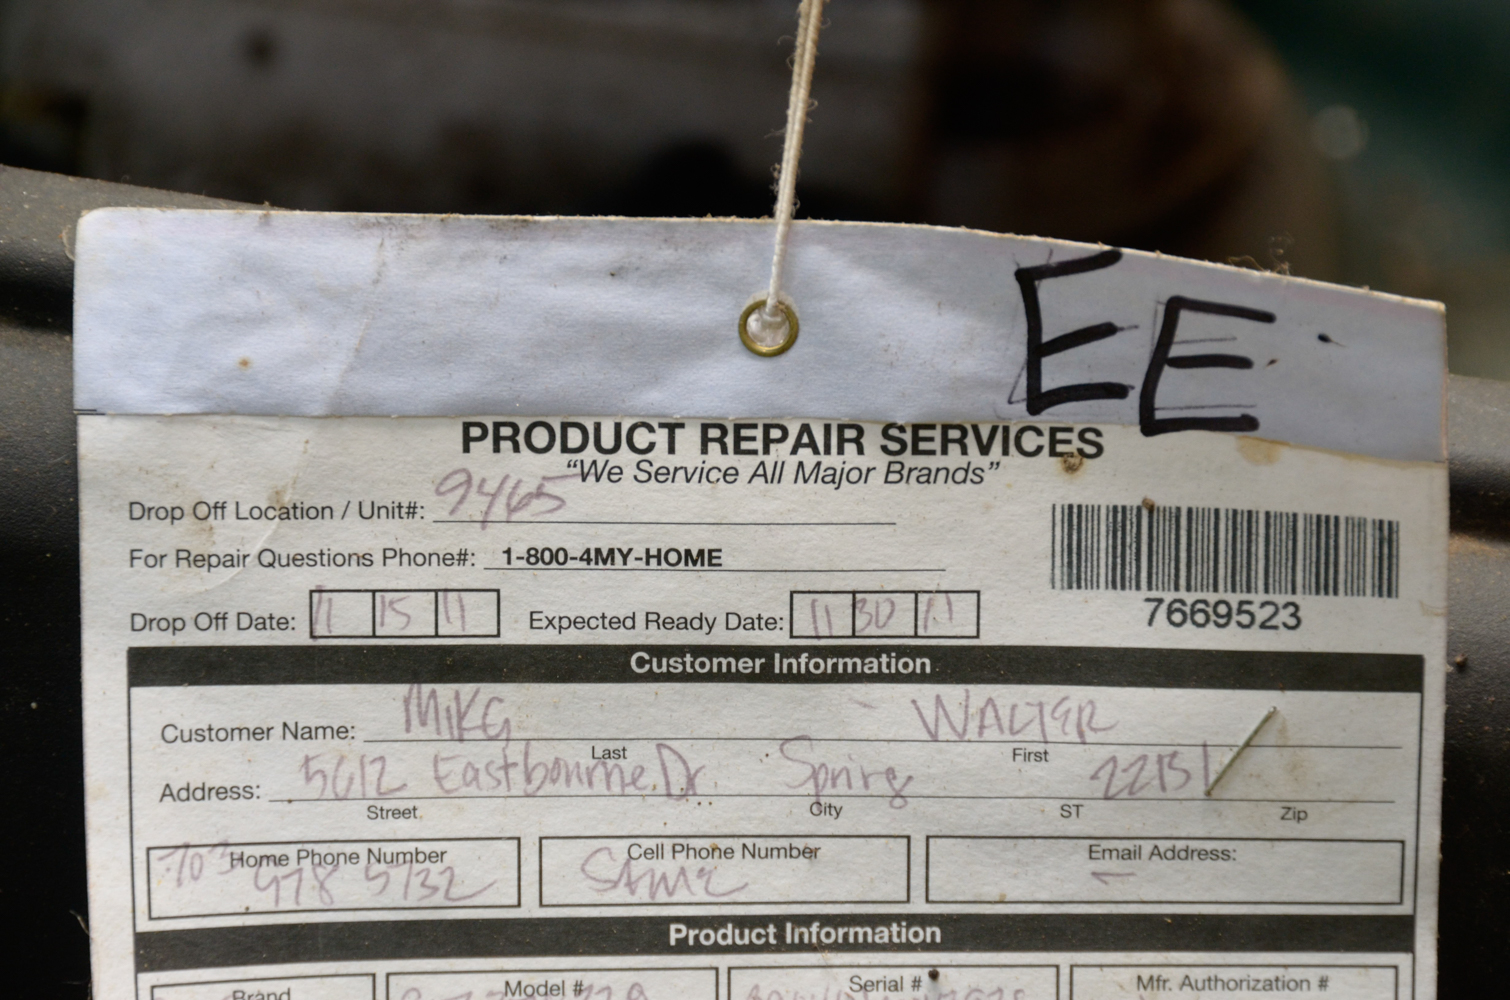 EE
PRODUCT REPAIR SERVICES
"We Service All Major Brands"
Drop Off Location / Unit#: 9465
For Repair Questions Phone#: 1-800-4MY-HOME
Drop Off Date: 11 15 11 Expected Ready Date: 11 30 11
7669523
Customer Information
Customer Name: MIKE WALTER
Last First
Address: 5612 Eastbourne Dr. Spring 22151
Street City ST Zip
Home Phone Number Cell Phone Number Email Address:
703 978 5732 SAME –
Product Information
Brand Model # Serial # Mfr. Authorization #